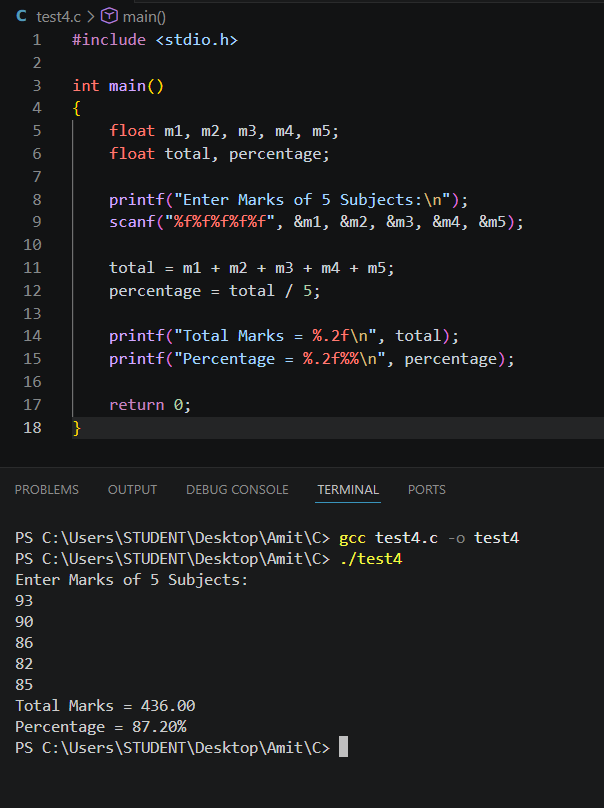 C test4.c > main()
1 #include <stdio.h>
2
3 int main()
4 {
5     float m1, m2, m3, m4, m5;
6     float total, percentage;
7
8     printf("Enter Marks of 5 Subjects:\n");
9     scanf("%f%f%f%f%f", &m1, &m2, &m3, &m4, &m5);
10
11     total = m1 + m2 + m3 + m4 + m5;
12     percentage = total / 5;
13
14     printf("Total Marks = %.2f\n", total);
15     printf("Percentage = %.2f%%\n", percentage);
16
17     return 0;
18 }
PROBLEMS OUTPUT DEBUG CONSOLE TERMINAL PORTS
PS C:\Users\STUDENT\Desktop\Amit\C> gcc test4.c -o test4
PS C:\Users\STUDENT\Desktop\Amit\C> ./test4
Enter Marks of 5 Subjects:
93
90
86
82
85
Total Marks = 436.00
Percentage = 87.20%
PS C:\Users\STUDENT\Desktop\Amit\C>